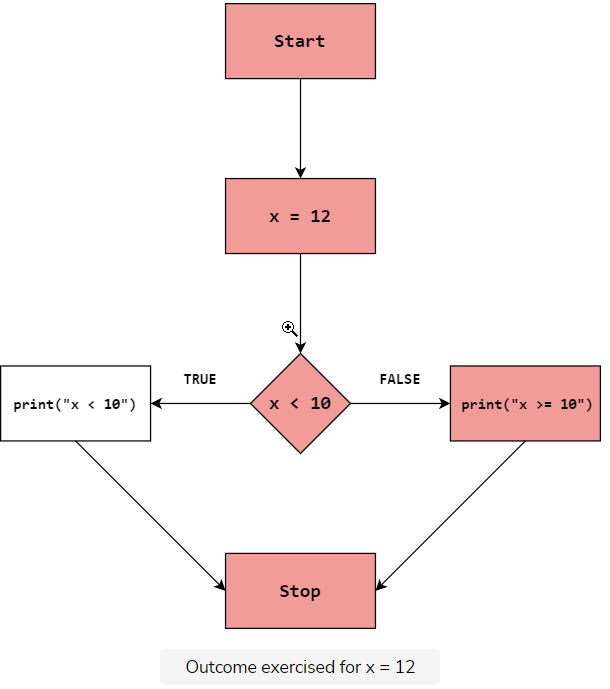 Start
x = 12
TRUE
FALSE
print("x < 10")
x < 10
print("x >= 10")
Stop
Outcome exercised for x = 12